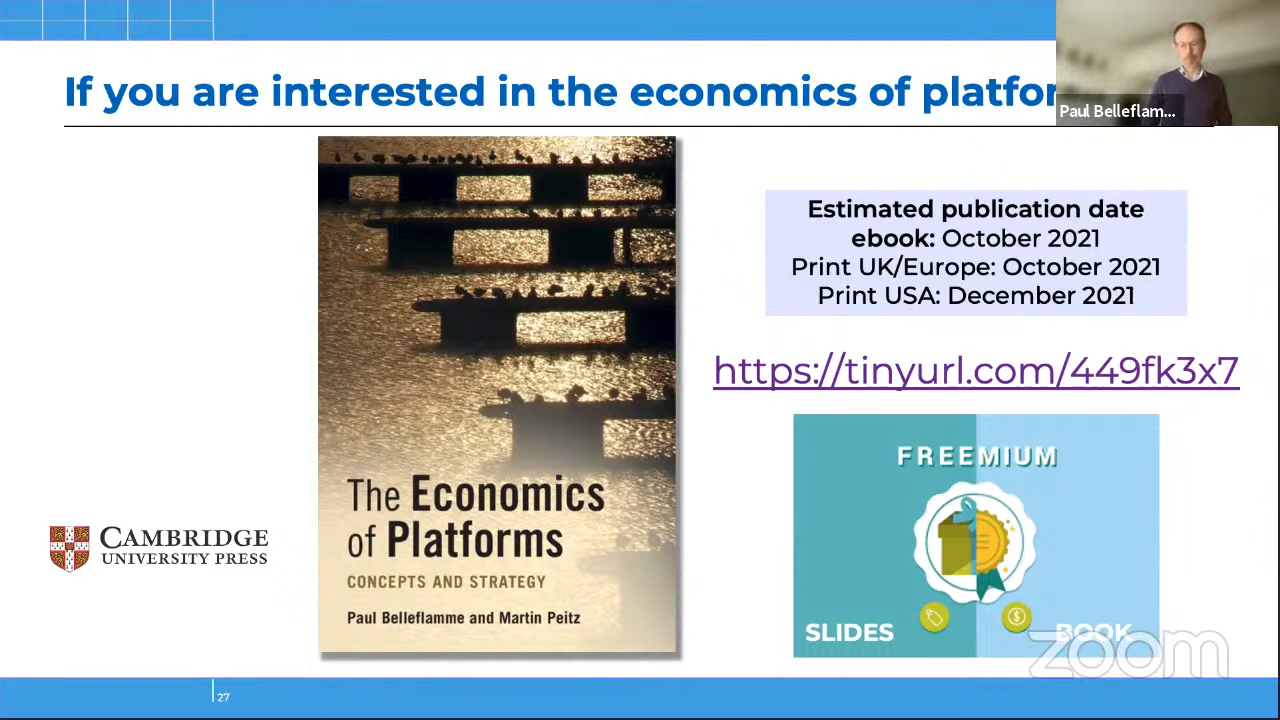 If you are interested in the economics of platfor
Paul Belleflam...
Estimated publication date
ebook: October 2021
Print UK/Europe: October 2021
Print USA: December 2021
https://tinyurl.com/449fk3x7
The Economics
of Platforms
CONCEPTS AND STRATEGY
Paul Belleflamme and Martin Peitz
CAMBRIDGE
UNIVERSITY PRESS
FREEMIUM
SLIDES
BOOK
zoom
27